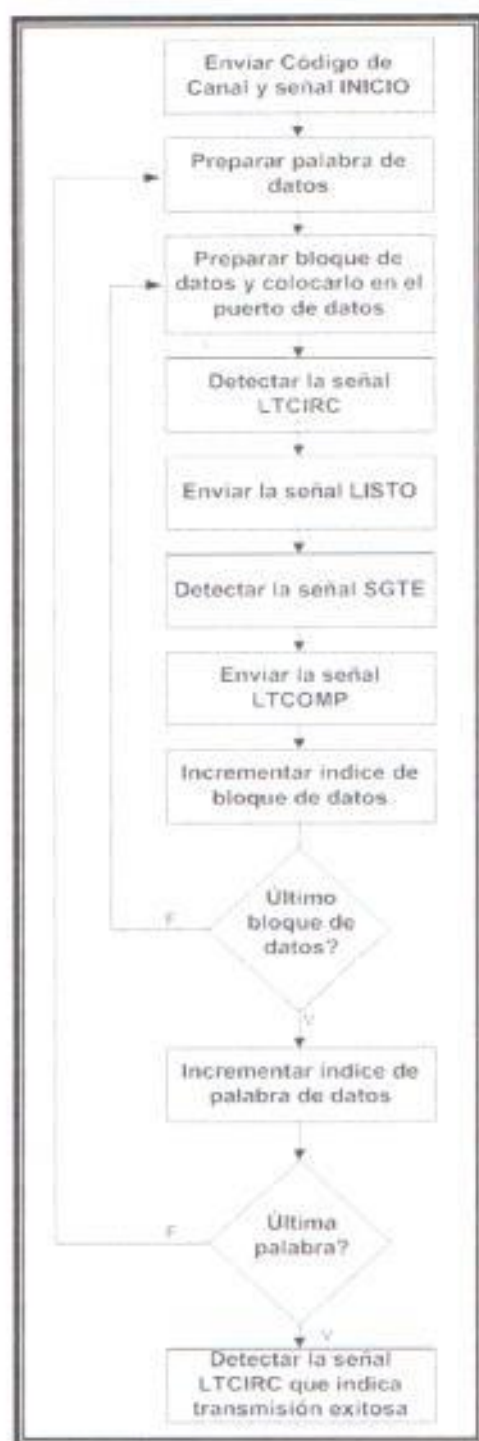 Enviar Código de
Canal y señal INICIO
Preparar palabra de
datos
Preparar bloque de
datos y colocarlo en el
puerto de datos
Detectar la señal
LTCIRC
Enviar la señal LISTO
Detectar la señal SGTE
Enviar la señal
LTCOMP
Incrementar índice de
bloque de datos
Último
bloque de
datos?
F
V
Incrementar índice de
palabra de datos
Última
palabra?
F
V
Detectar la señal
LTCIRC que indica
transmisión exitosa